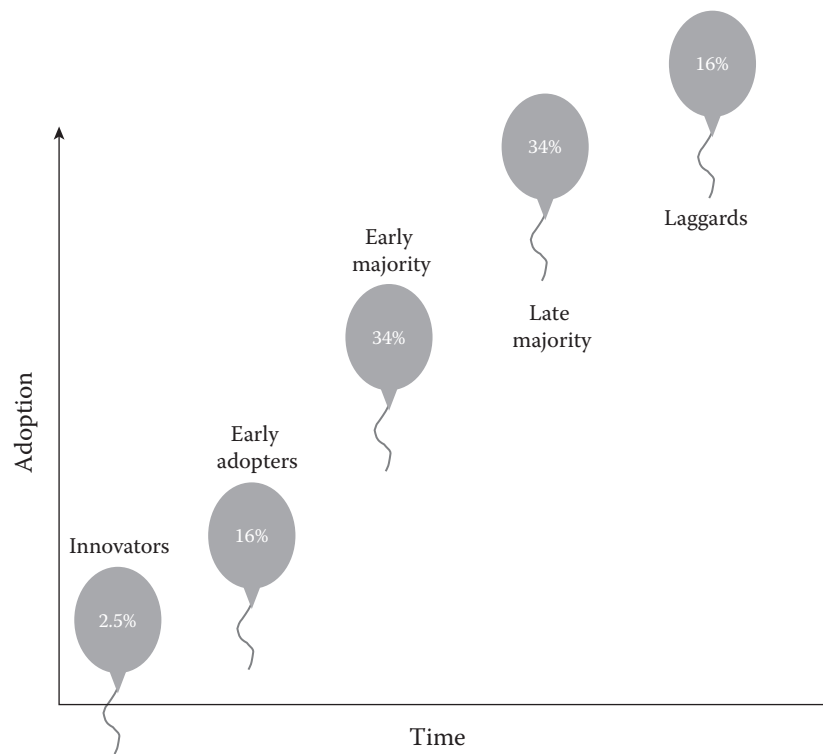 16%
34%
Laggards
Early
majority
34%
Late
majority
Early
adopters
16%
Innovators
2.5%
Adoption
Time